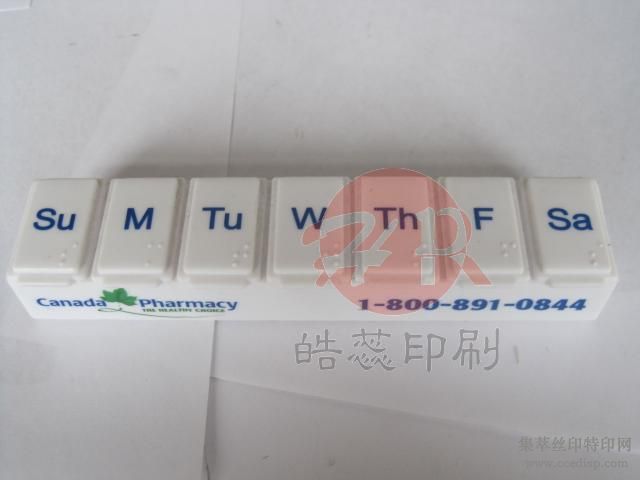 Su M Tu W Th F Sa
Canada Pharmacy
THE HEALTHY CHOICE
1-800-891-0844
HR
皓蕊印刷
集萃丝印特印网
www.ccedisp.com